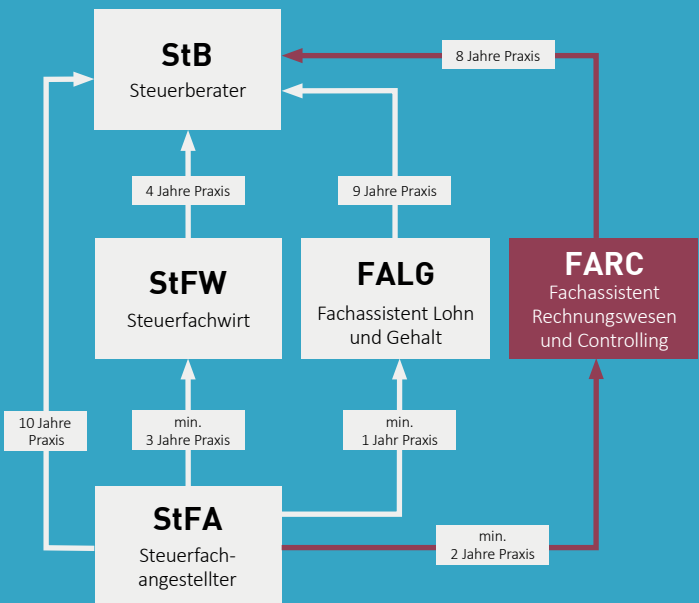 StB
Steuerberater
8 Jahre Praxis
4 Jahre Praxis
9 Jahre Praxis
StFW
Steuerfachwirt
FALG
Fachassistent Lohn
und Gehalt
FARC
Fachassistent
Rechnungswesen
und Controlling
10 Jahre
Praxis
min.
3 Jahre Praxis
min.
1 Jahr Praxis
StFA
Steuerfach-
angestellter
min.
2 Jahre Praxis